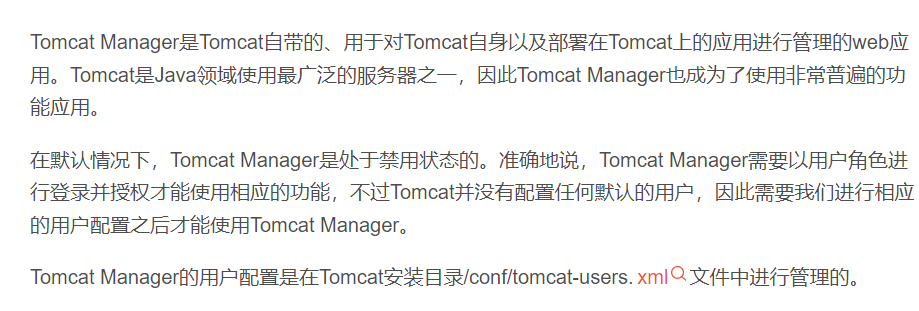 Tomcat Manager是Tomcat自带的、用于对Tomcat自身以及部署在Tomcat上的应用进行管理的web应
用。Tomcat是Java领域使用最广泛的服务器之一，因此Tomcat Manager也成为了使用非常普遍的功
能应用。
在默认情况下，Tomcat Manager是处于禁用状态的。准确地说，Tomcat Manager需要以用户角色进
行登录并授权才能使用相应的功能，不过Tomcat并没有配置任何默认的用户，因此需要我们进行相应
的用户配置之后才能使用Tomcat Manager。
Tomcat Manager的用户配置是在Tomcat安装目录/conf/tomcat-users. xml文件中进行管理的。